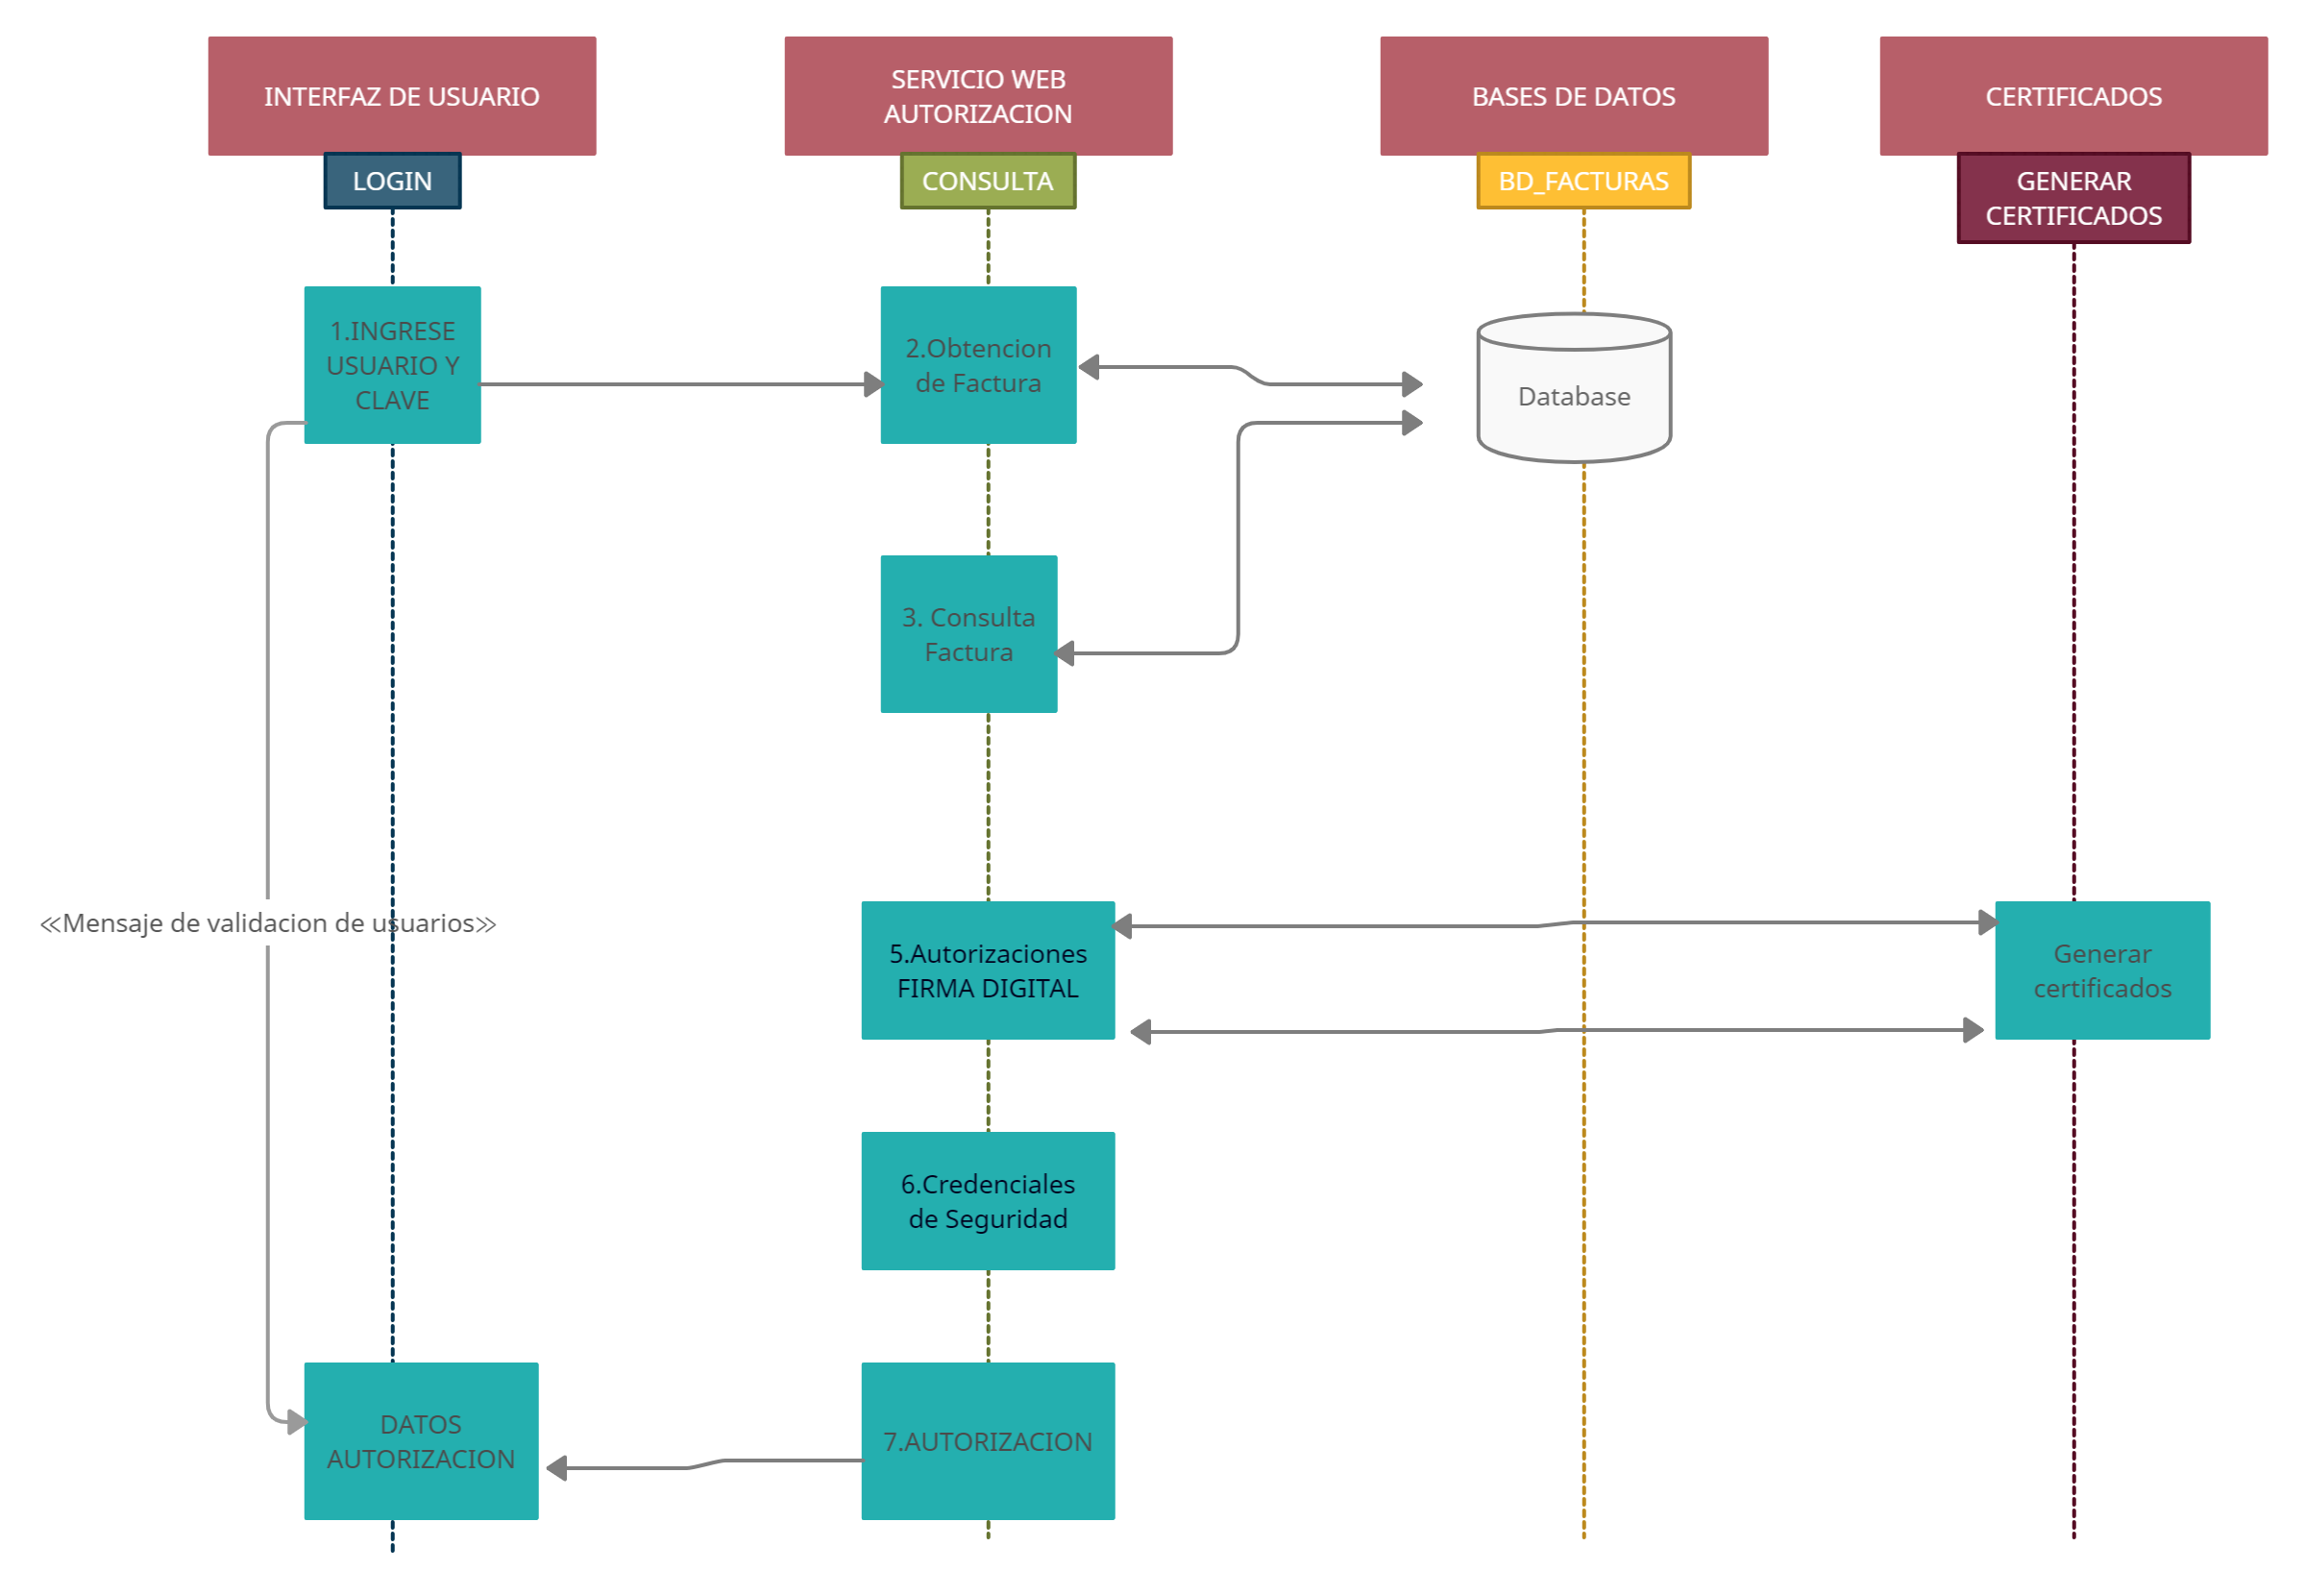 INTERFAZ DE USUARIO
SERVICIO WEB
AUTORIZACION
BASES DE DATOS
CERTIFICADOS
LOGIN
CONSULTA
BD_FACTURAS
GENERAR
CERTIFICADOS
1.INGRESE
USUARIO Y
CLAVE
2.Obtencion
de Factura
Database
3. Consulta
Factura
≪Mensaje de validacion de usuarios≫
5.Autorizaciones
FIRMA DIGITAL
Generar
certificados
6.Credenciales
de Seguridad
DATOS
AUTORIZACION
7.AUTORIZACION